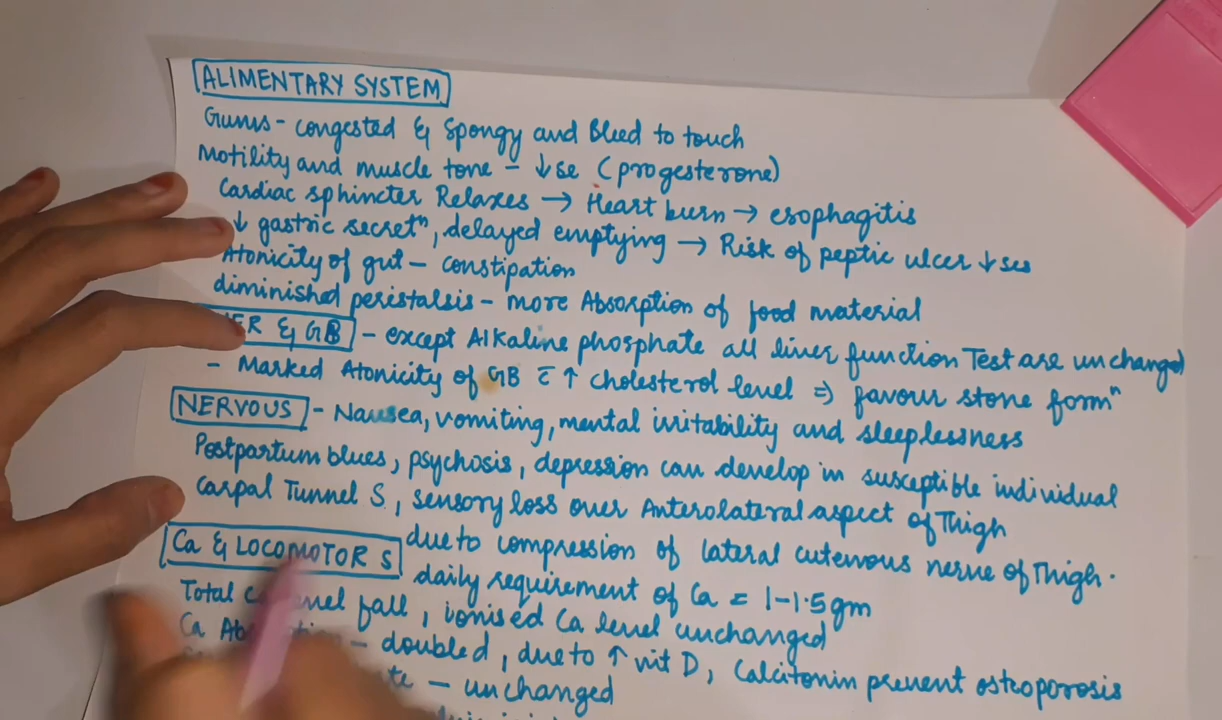 ALIMENTARY SYSTEM
Gums - congested & spongy and Bleed to touch
Motility and muscle tone - ↓se (progesterone)
Cardiac sphincter Relaxes → Heart burn → esophagitis
↓ gastric secretⁿ, delayed emptying → Risk of peptic ulcer ↓ses
Atonicity of gut - constipation
diminished peristalsis - more Absorption of food material
& GB - except Alkaline phosphate all liver function Test are unchanged
- Marked Atonicity of GB c̄ ↑ cholesterol level ⇒ favour stone formⁿ
NERVOUS - Nausea, vomiting, mental irritability and sleeplessness
Postpartum blues, psychosis, depression can develop in susceptible individual
Carpal Tunnel S., sensory loss over Anterolateral aspect of Thigh
due to compression of lateral cutenous nerve of Thigh.
Ca & LOCOMOTOR S
daily requirement of Ca = 1-1.5gm
Total fall, ionised Ca level unchanged
Ca - doubled, due to ↑ vit D, Calcitonin prevent osteoporosis
- unchanged